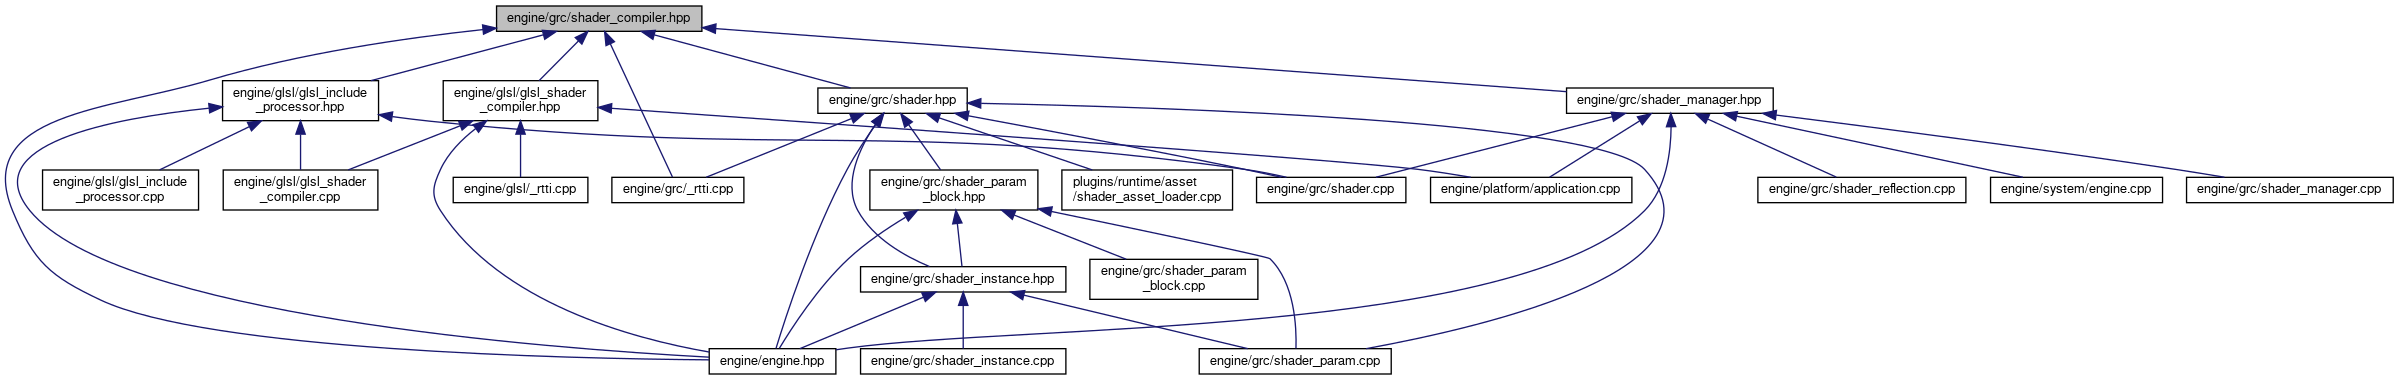 engine/grc/shader_compiler.hpp
engine/glsl/glsl_include
_processor.hpp
engine/glsl/glsl_shader
_compiler.hpp
engine/grc/shader.hpp
engine/grc/shader_manager.hpp
engine/glsl/glsl_include
_processor.cpp
engine/glsl/glsl_shader
_compiler.cpp
engine/glsl/_rtti.cpp
engine/grc/_rtti.cpp
engine/grc/shader_param
_block.hpp
plugins/runtime/asset
/shader_asset_loader.cpp
engine/grc/shader.cpp
engine/platform/application.cpp
engine/grc/shader_reflection.cpp
engine/system/engine.cpp
engine/grc/shader_manager.cpp
engine/grc/shader_instance.hpp
engine/grc/shader_param
_block.cpp
engine/engine.hpp
engine/grc/shader_instance.cpp
engine/grc/shader_param.cpp